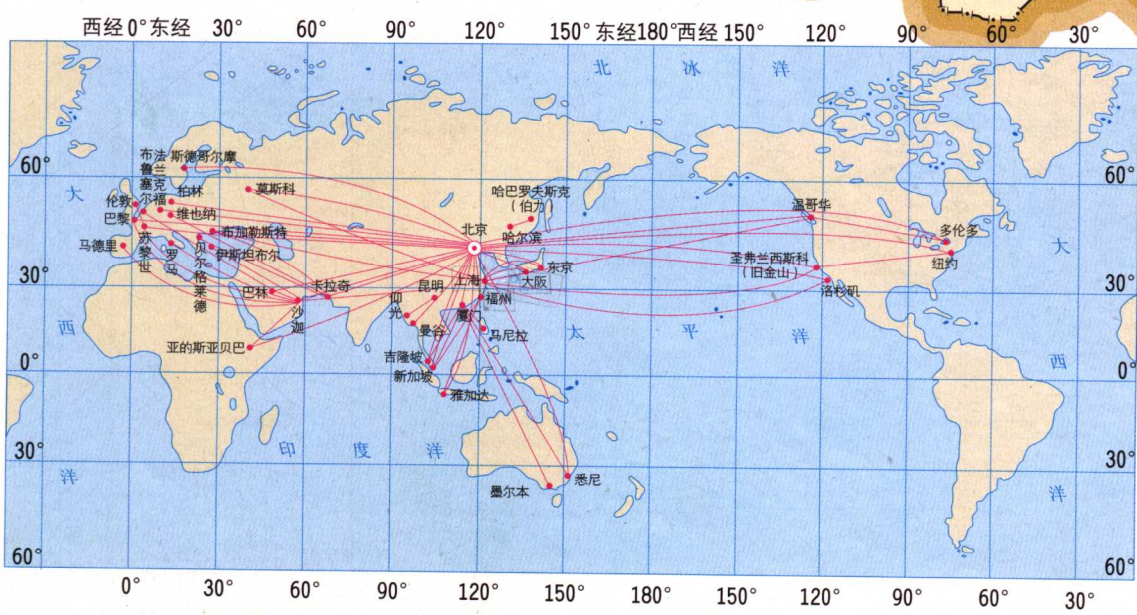 西经 0° 东经 30° 60° 90° 120° 150° 东经 180° 西经 150° 120° 90° 60° 30°
北冰洋
60° 60°
布法 斯德哥尔摩
鲁兰
塞克
尔福
柏林
莫斯科
大
伦敦
维也纳
巴黎
布加勒斯特
马德里
苏黎世
罗马
贝尔格莱德
伊斯坦布尔
哈巴罗夫斯克
(伯力)
北京
哈尔滨
温哥华
多伦多
大
纽约
圣弗兰西斯科
(旧金山)
洛杉矶
30° 30°
巴林
卡拉奇
沙迦
仰光
昆明
上海
东京
大阪
福州
厦门
曼谷
马尼拉
西
太平洋
亚的斯亚贝巴
吉隆坡
新加坡
雅加达
西
0° 0°
印度洋
30° 30°
洋
墨尔本
悉尼
洋
60° 60°
0° 30° 60° 90° 120° 150° 180° 150° 120° 90° 60° 30°